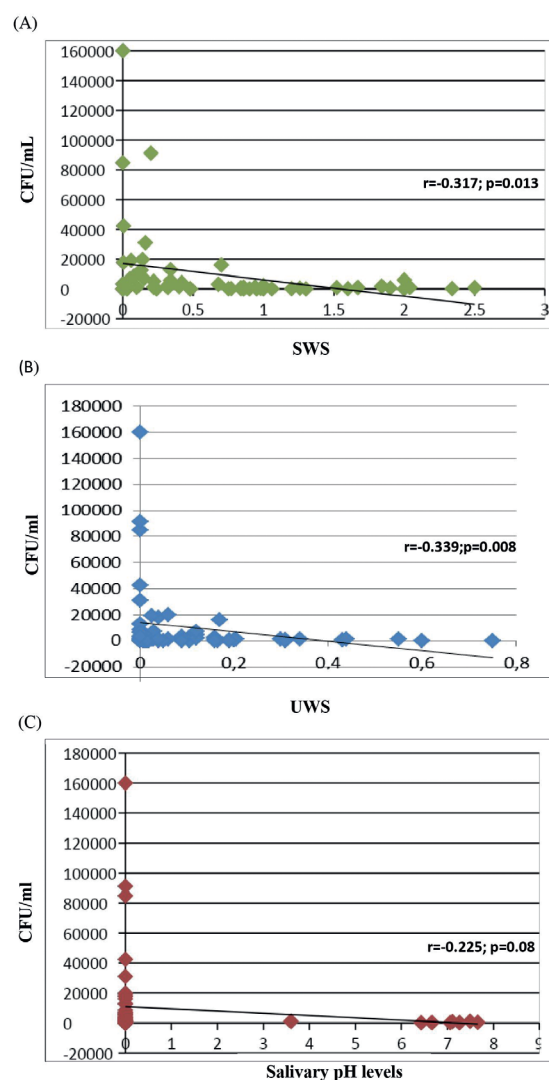 (A)
160000
140000
120000
100000
80000
60000
40000
20000
0
-20000
CFU/mL
r=-0.317; p=0.013
0 0.5 1 1.5 2 2.5 3
SWS
(B)
180000
160000
140000
120000
100000
80000
60000
40000
20000
0
-20000
CFU/ml
r=-0.339;p=0.008
0 0,2 0,4 0,6 0,8
UWS
(C)
180000
160000
140000
120000
100000
80000
60000
40000
20000
0
-20000
CFU/ml
r=-0.225; p=0.08
0 1 2 3 4 5 6 7 8 9
Salivary pH levels